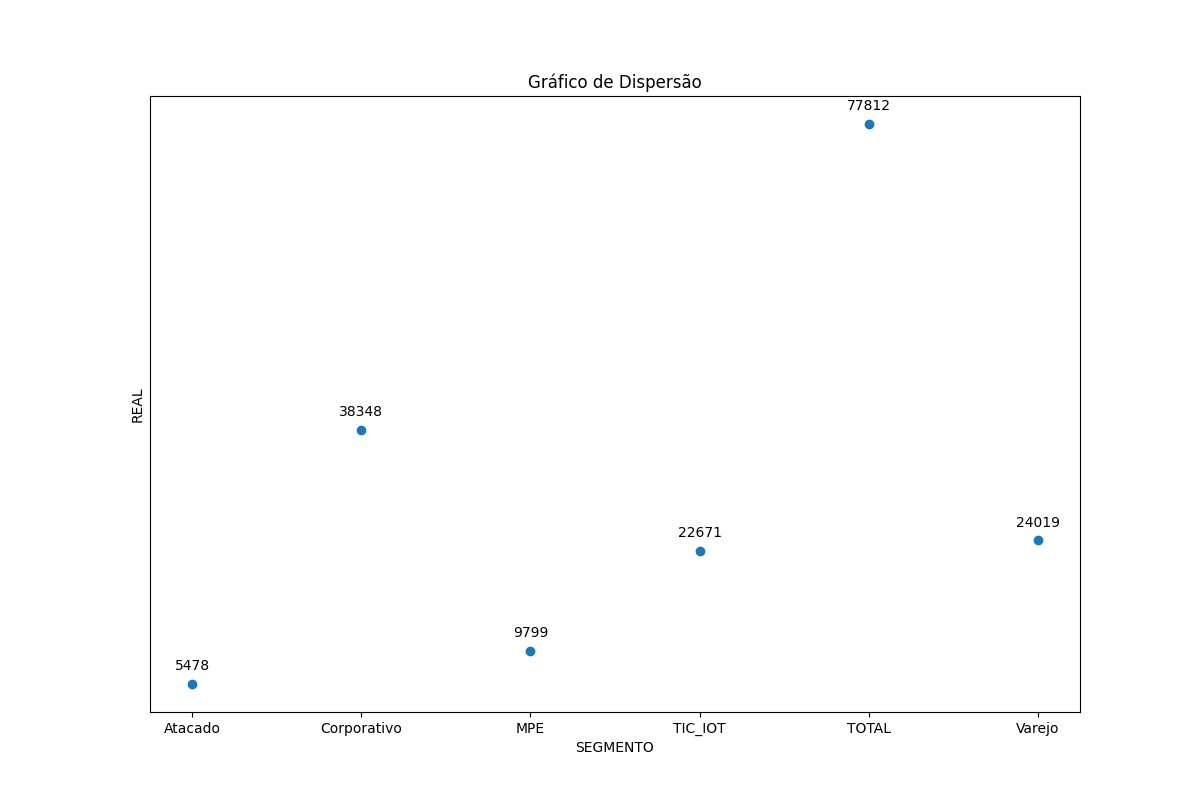 Gráfico de Dispersão
77812
38348
24019
22671
9799
5478
REAL
Atacado Corporativo MPE TIC_IOT TOTAL Varejo
SEGMENTO